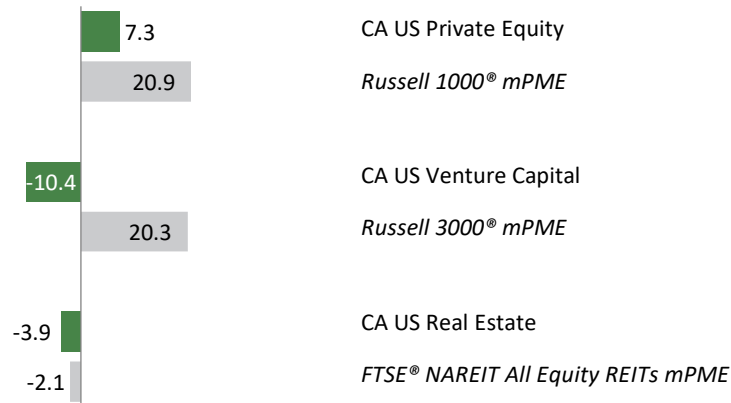 7.3 CA US Private Equity
20.9 Russell 1000® mPME
-10.4 CA US Venture Capital
20.3 Russell 3000® mPME
-3.9 CA US Real Estate
-2.1 FTSE® NAREIT All Equity REITs mPME